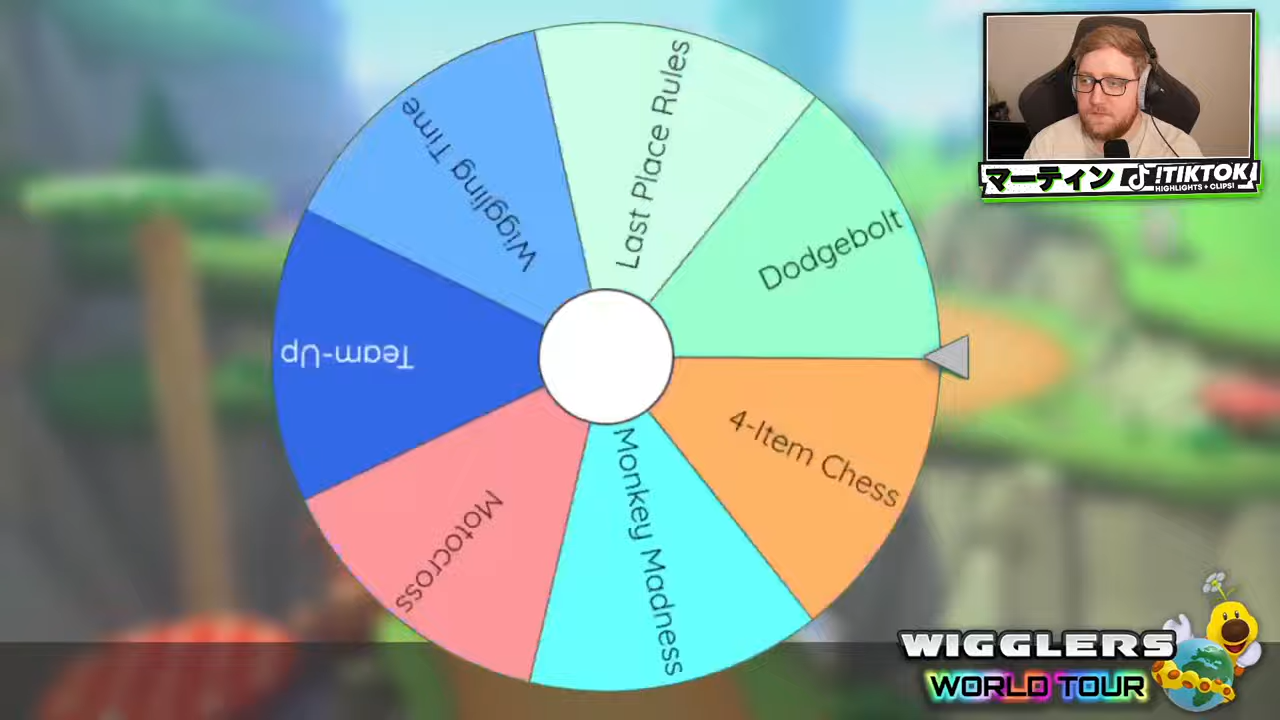 Last Place Rules
Wiggling Time
Dodgebolt
Team-Up
4-Item Chess
Motocross
Monkey Madness
マーティン
!TIKTOK
HIGHLIGHTS + CLIPS!
WIGGLERS
WORLD TOUR